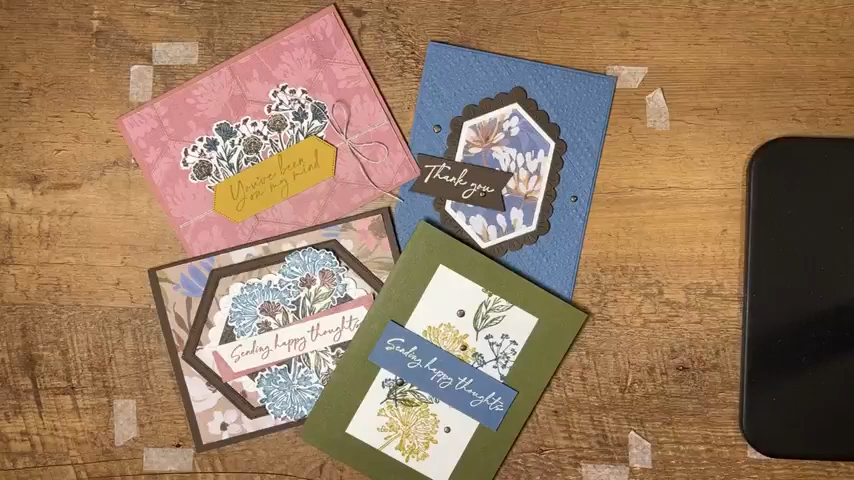 You've been
on my mind
Thank you
Sending happy thoughts
Sending happy thoughts